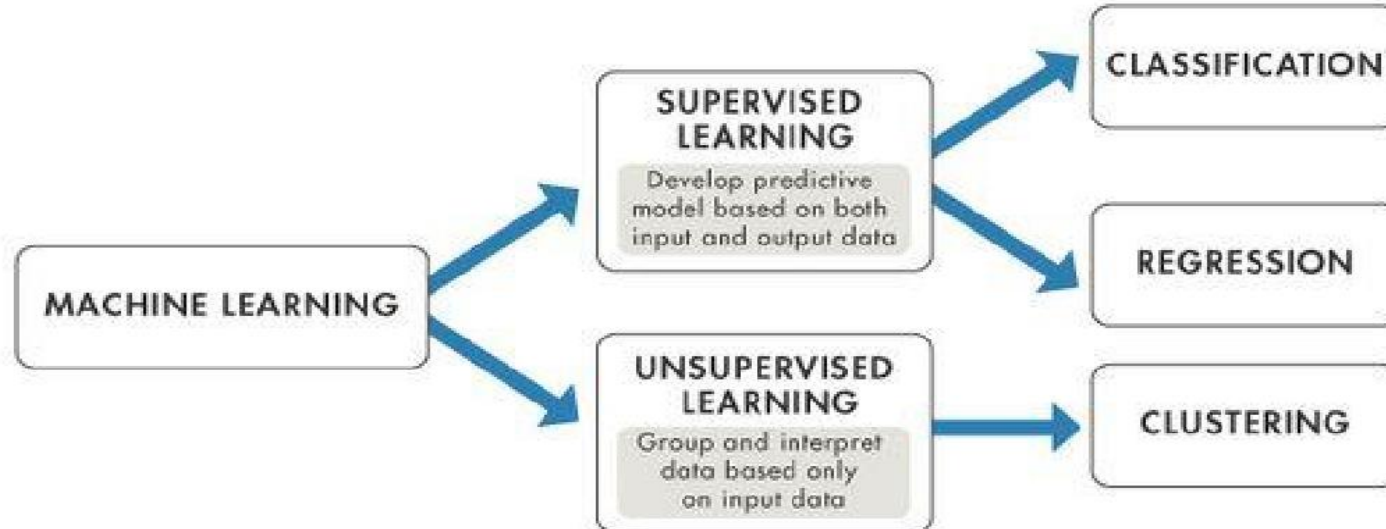 MACHINE LEARNING
SUPERVISED
LEARNING
Develop predictive
model based on both
input and output data
UNSUPERVISED
LEARNING
Group and interpret
data based only
on input data
CLASSIFICATION
REGRESSION
CLUSTERING